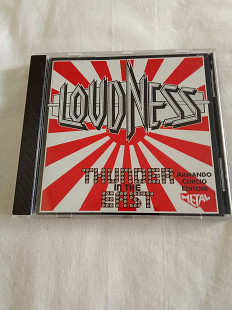 LOUDNESS
THUNDER
IN THE
EAST
ARMANDO
CURCIO
EDITORE
METAL